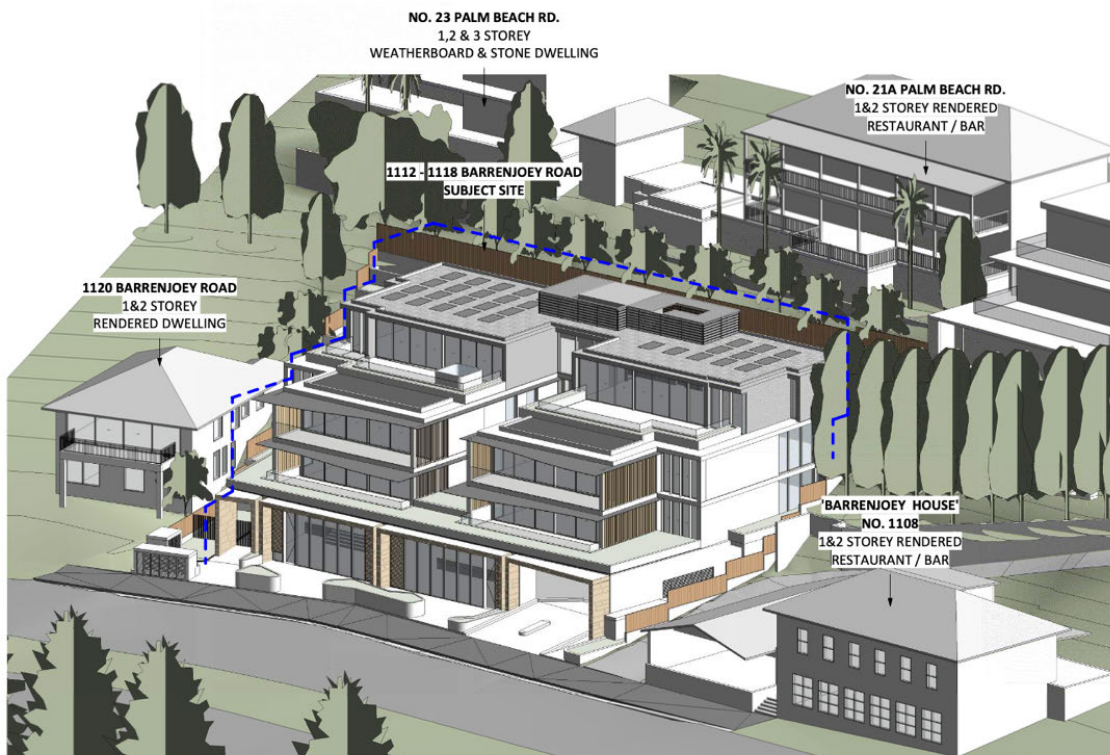 NO. 23 PALM BEACH RD.
1,2 & 3 STOREY
WEATHERBOARD & STONE DWELLING
NO. 21A PALM BEACH RD.
1&2 STOREY RENDERED
RESTAURANT / BAR
1112 - 1118 BARRENJOEY ROAD
SUBJECT SITE
1120 BARRENJOEY ROAD
1&2 STOREY
RENDERED DWELLING
'BARRENJOEY HOUSE'
NO. 1108
1&2 STOREY RENDERED
RESTAURANT / BAR